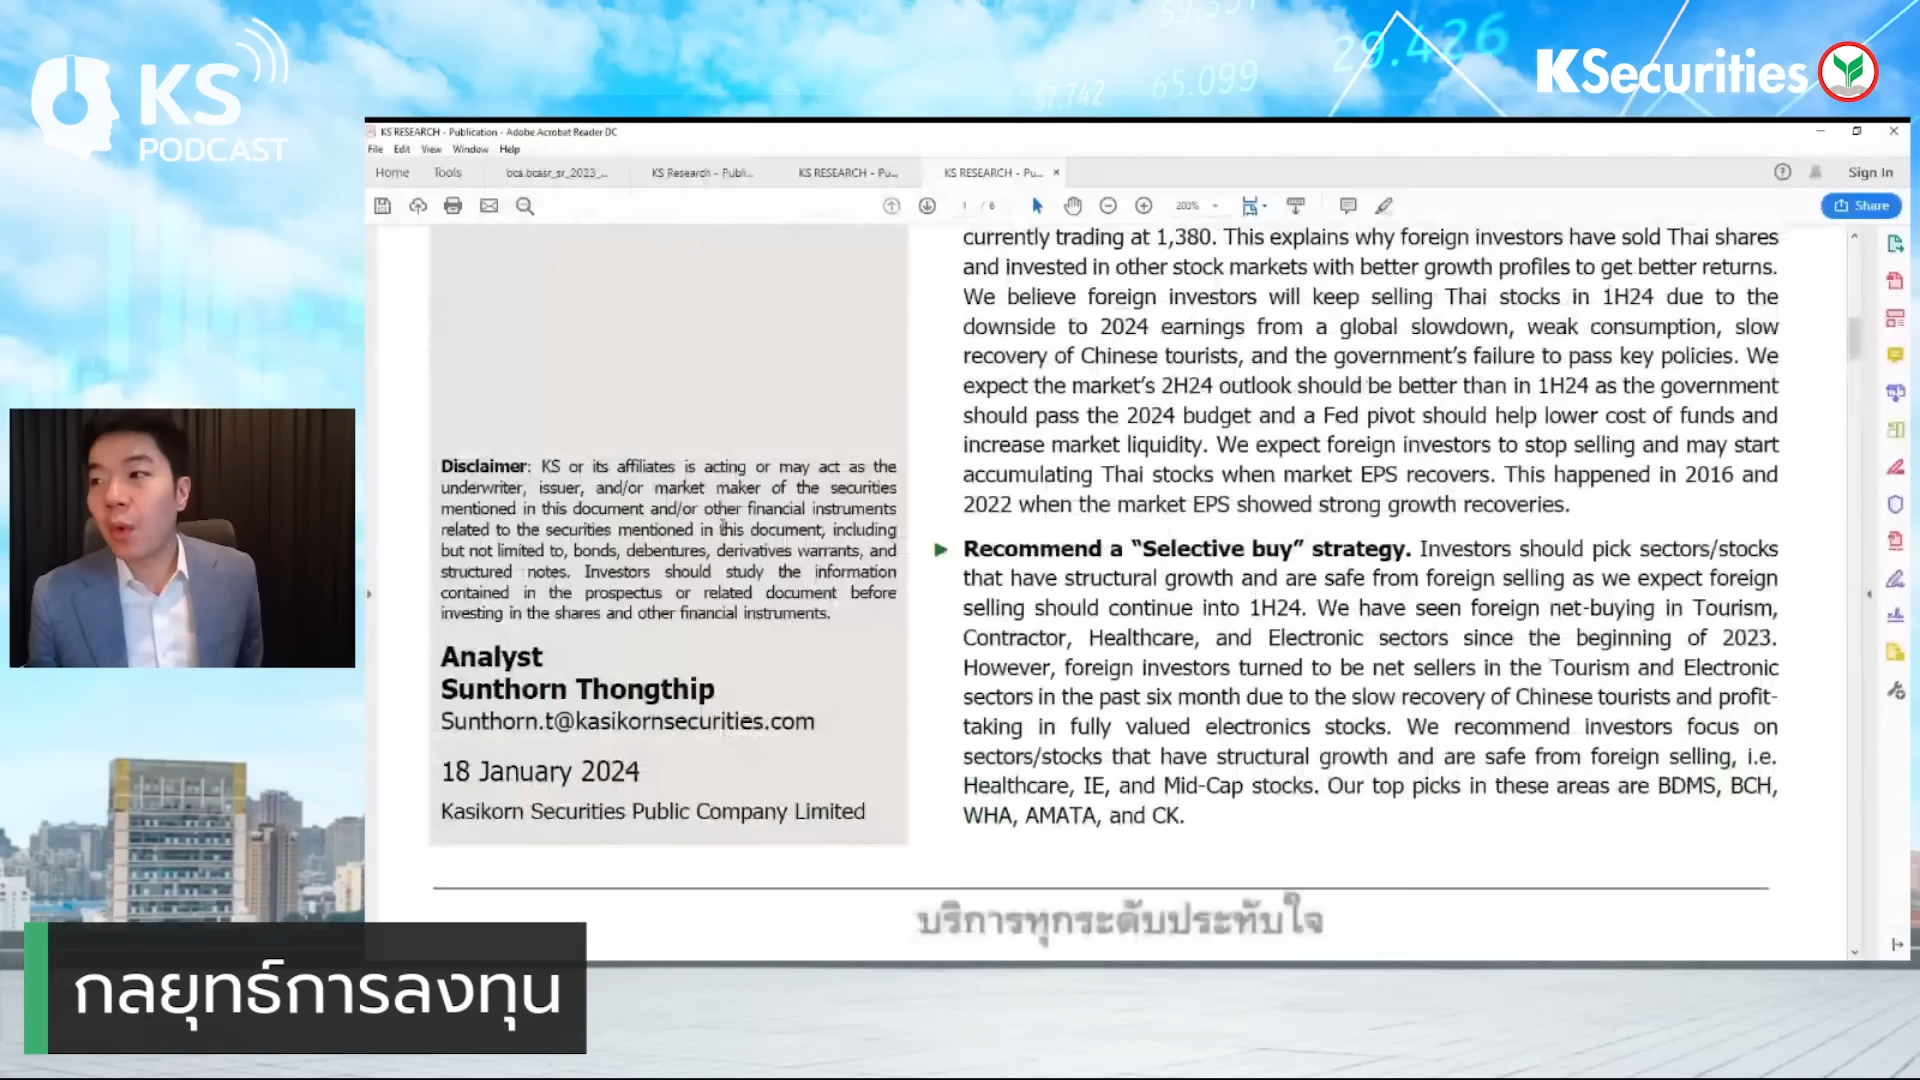 59.351
29.426
65.099
37.742
KS
PODCAST
KSecurities
KS RESEARCH - Publication - Adobe Acrobat Reader DC
File Edit View Window Help
Home Tools bca.bcasr_sr_2023_... KS Research - Publi... KS RESEARCH - Pu... KS RESEARCH - Pu... × Sign In
1 / 6 200% Share
currently trading at 1,380. This explains why foreign investors have sold Thai shares
and invested in other stock markets with better growth profiles to get better returns.
We believe foreign investors will keep selling Thai stocks in 1H24 due to the
downside to 2024 earnings from a global slowdown, weak consumption, slow
recovery of Chinese tourists, and the government's failure to pass key policies. We
expect the market's 2H24 outlook should be better than in 1H24 as the government
should pass the 2024 budget and a Fed pivot should help lower cost of funds and
increase market liquidity. We expect foreign investors to stop selling and may start
accumulating Thai stocks when market EPS recovers. This happened in 2016 and
2022 when the market EPS showed strong growth recoveries.
Recommend a “Selective buy” strategy. Investors should pick sectors/stocks
that have structural growth and are safe from foreign selling as we expect foreign
selling should continue into 1H24. We have seen foreign net-buying in Tourism,
Contractor, Healthcare, and Electronic sectors since the beginning of 2023.
However, foreign investors turned to be net sellers in the Tourism and Electronic
sectors in the past six month due to the slow recovery of Chinese tourists and profit-
taking in fully valued electronics stocks. We recommend investors focus on
sectors/stocks that have structural growth and are safe from foreign selling, i.e.
Healthcare, IE, and Mid-Cap stocks. Our top picks in these areas are BDMS, BCH,
WHA, AMATA, and CK.
Disclaimer: KS or its affiliates is acting or may act as the
underwriter, issuer, and/or market maker of the securities
mentioned in this document and/or other financial instruments
related to the securities mentioned in this document, including
but not limited to, bonds, debentures, derivatives warrants, and
structured notes. Investors should study the information
contained in the prospectus or related document before
investing in the shares and other financial instruments.
Analyst
Sunthorn Thongthip
Sunthorn.t@kasikornsecurities.com
18 January 2024
Kasikorn Securities Public Company Limited
บริการทุกระดับประทับใจ
กลยุทธ์การลงทุน